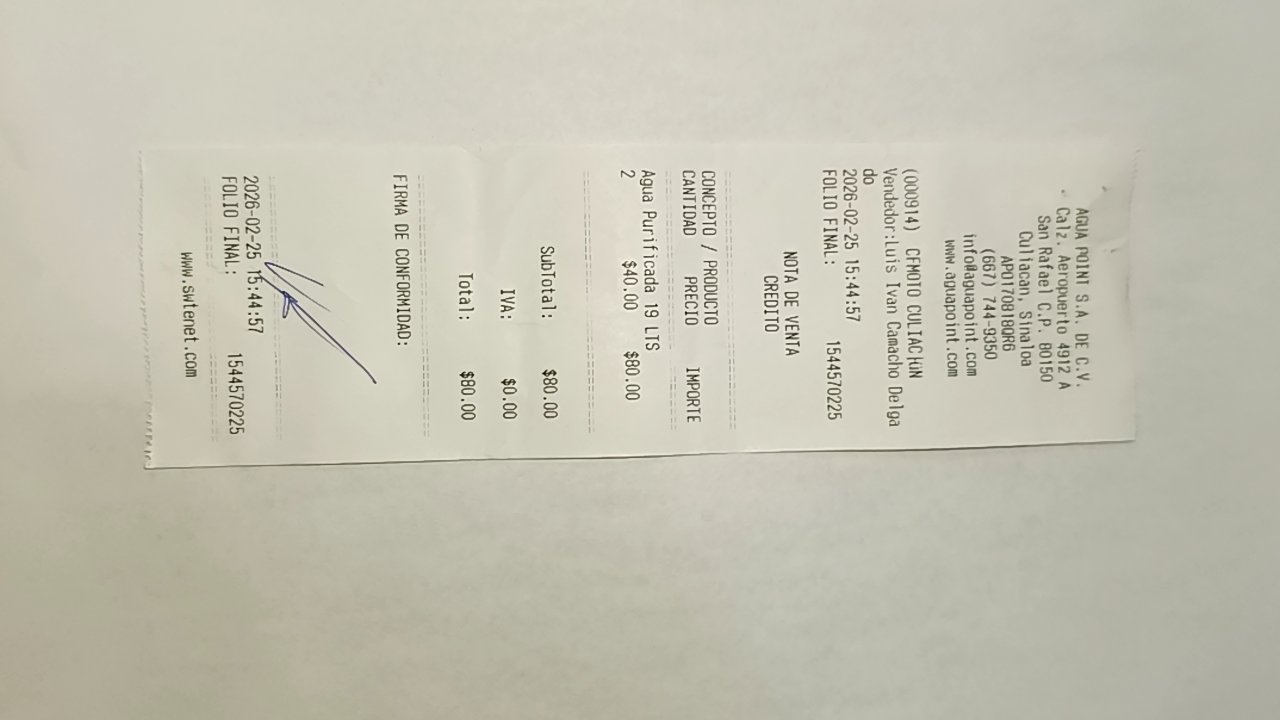 AGUA POINT S.A. DE C.V.
Calz. Aeropuerto 4912 A
San Rafael C.P. 80150
Culiacan, Sinaloa
APO170818QR6
(667) 744-9350
info@aguapoint.com
www.aguapoint.com
(000914) CFMOTO CULIACHÚN
Vendedor:Luis Ivan Camacho Delga
do
2026-02-25 15:44:57
FOLIO FINAL: 1544570225
NOTA DE VENTA
CREDITO
CONCEPTO / PRODUCTO
CANTIDAD PRECIO IMPORTE
Agua Purificada 19 LTS
2 $40.00 $80.00
SubTotal: $80.00
IVA: $0.00
Total: $80.00
FIRMA DE CONFORMIDAD:
2026-02-25 15:44:57
FOLIO FINAL: 1544570225
www.swtenet.com